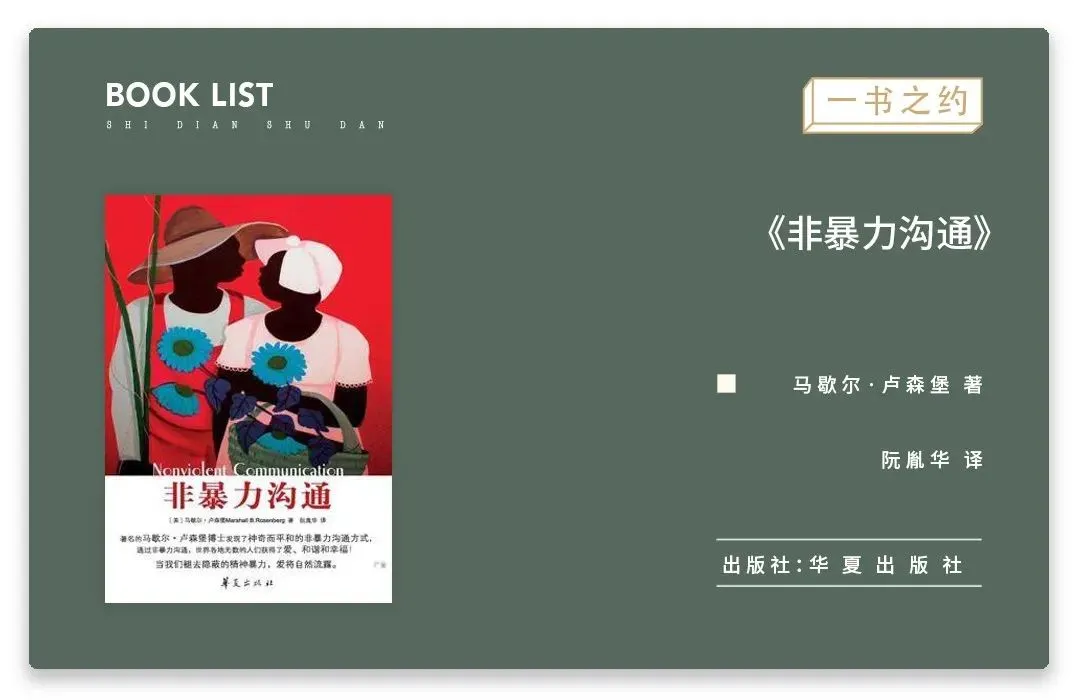 BOOK LIST
SHI DIAN SHU DAN
一书之约
《非暴力沟通》
马歇尔·卢森堡 著
阮胤华 译
出版社:华夏出版社
Nonviolent Communication
非暴力沟通
[美] 马歇尔·卢森堡Marshall B.Rosenberg 著 阮胤华 译
著名的马歇尔·卢森堡博士发现了神奇而平和的非暴力沟通方式,
通过非暴力沟通,世界各地无数的人们获得了爱、和谐和幸福!
当我们褪去隐蔽的精神暴力,爱将自然流露。
华夏出版社